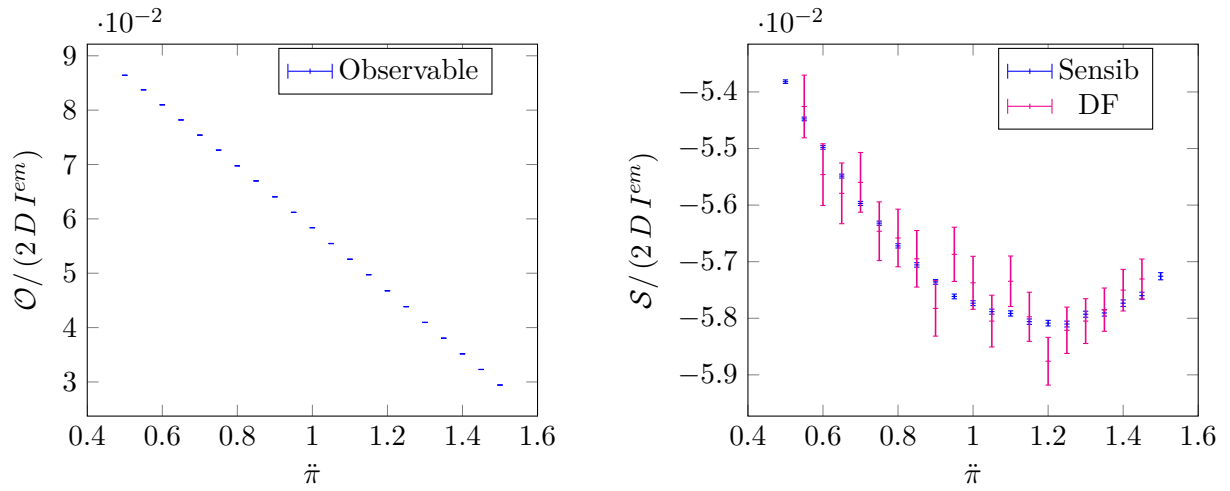 ·10⁻²
9
8
7
6
5
4
3
0.4 0.6 0.8 1 1.2 1.4 1.6
π̈
𝒪/(2 D I^{em})
Observable
·10⁻²
−5.4
−5.5
−5.6
−5.7
−5.8
−5.9
0.4 0.6 0.8 1 1.2 1.4 1.6
π̈
𝒮/(2 D I^{em})
Sensib
DF